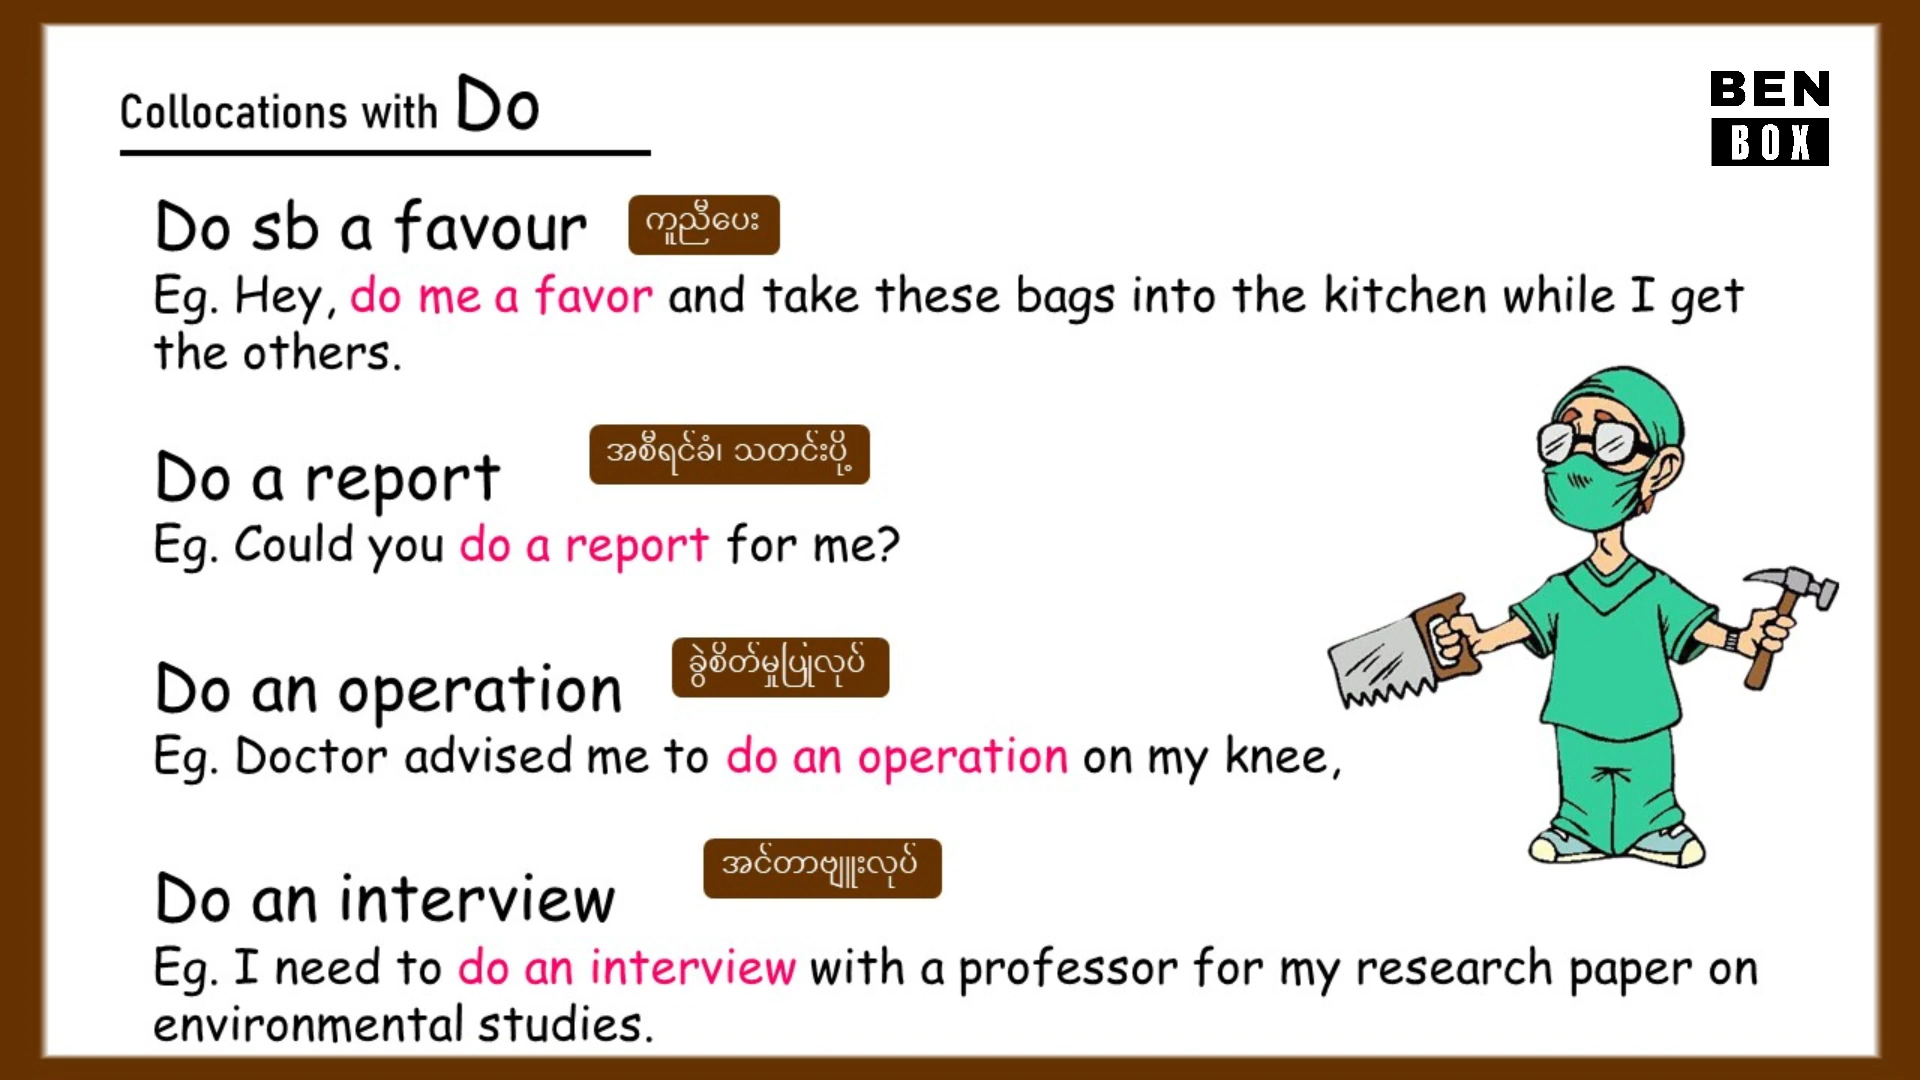 Collocations with Do
BEN
BOX
Do sb a favour
ကူညီပေး
Eg. Hey, do me a favor and take these bags into the kitchen while I get
the others.
Do a report
အစီရင်ခံ၊ သတင်းပို့
Eg. Could you do a report for me?
Do an operation
ခွဲစိတ်မှုပြုလုပ်
Eg. Doctor advised me to do an operation on my knee,
Do an interview
အင်တာဗျူးလုပ်
Eg. I need to do an interview with a professor for my research paper on
environmental studies.